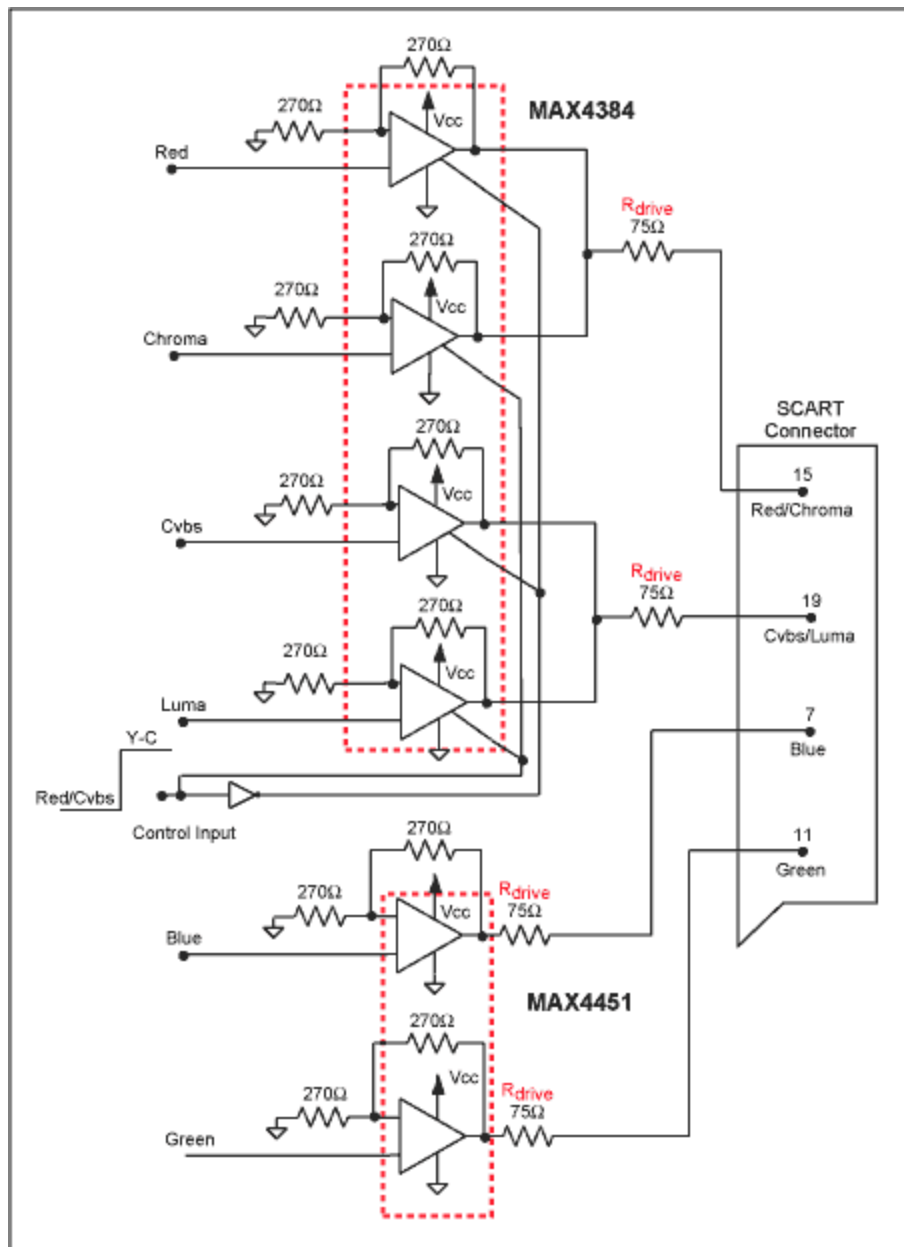 270Ω
270Ω
MAX4384
Vcc
Red
Rdrive
75Ω
270Ω
270Ω
Vcc
Chroma
SCART
Connector
270Ω
270Ω
Vcc
15
Red/Chroma
Cvbs
Rdrive
75Ω
270Ω
19
Cvbs/Luma
270Ω
Vcc
Luma
7
Blue
Y-C
Red/Cvbs
Control Input
270Ω
11
Green
270Ω
Vcc
Rdrive
75Ω
Blue
MAX4451
270Ω
Vcc
270Ω
Rdrive
75Ω
Green